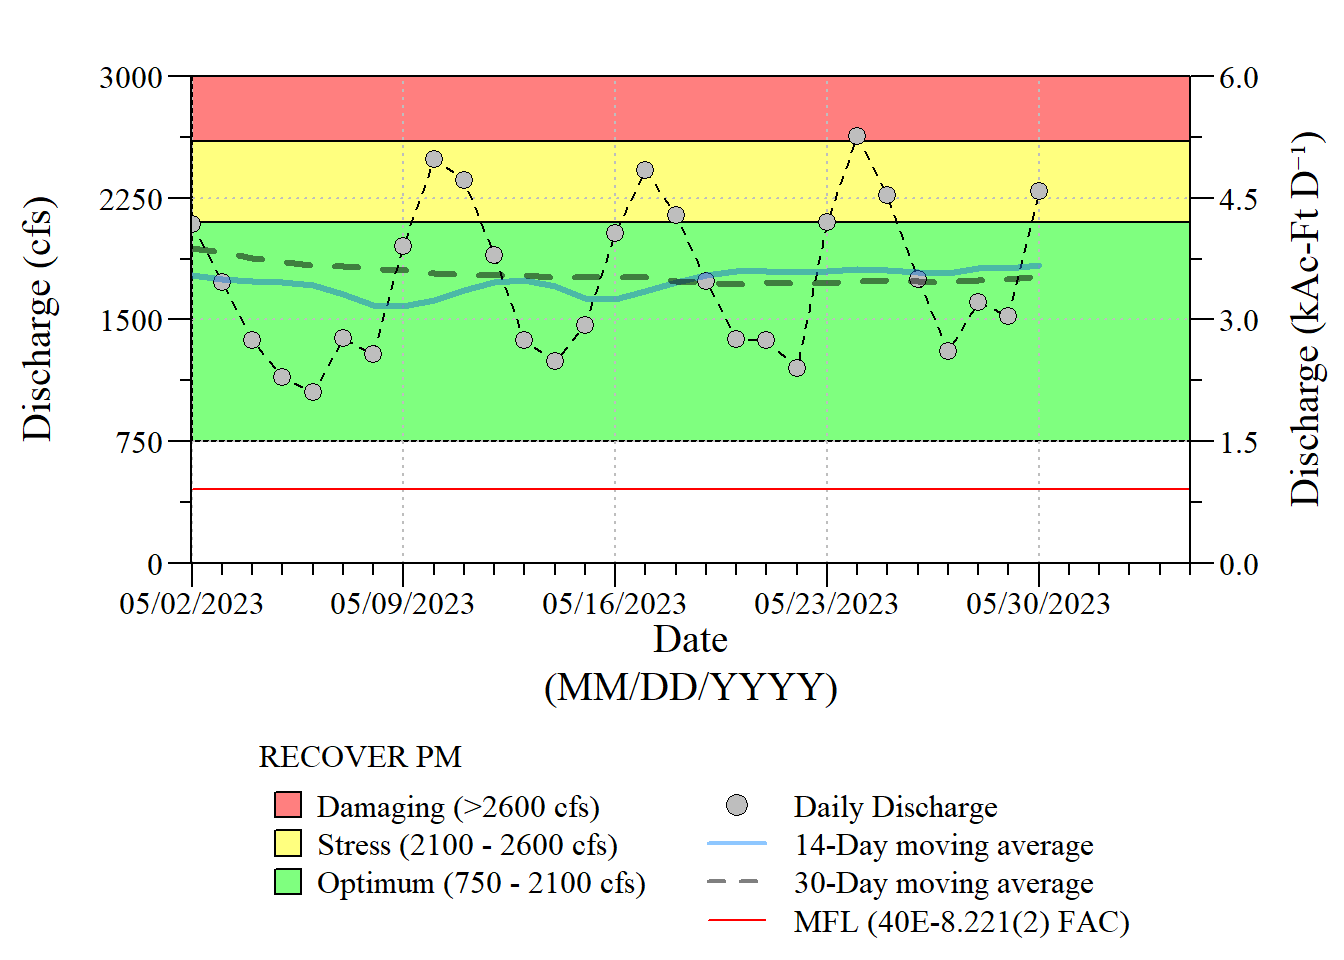 3000
2250
1500
750
0
Discharge (cfs)
6.0
4.5
3.0
1.5
0.0
Discharge (kAc-Ft D⁻¹)
05/02/2023 05/09/2023 05/16/2023 05/23/2023 05/30/2023
Date
(MM/DD/YYYY)
RECOVER PM
Damaging (>2600 cfs)
Stress (2100 - 2600 cfs)
Optimum (750 - 2100 cfs)
Daily Discharge
14-Day moving average
30-Day moving average
MFL (40E-8.221(2) FAC)